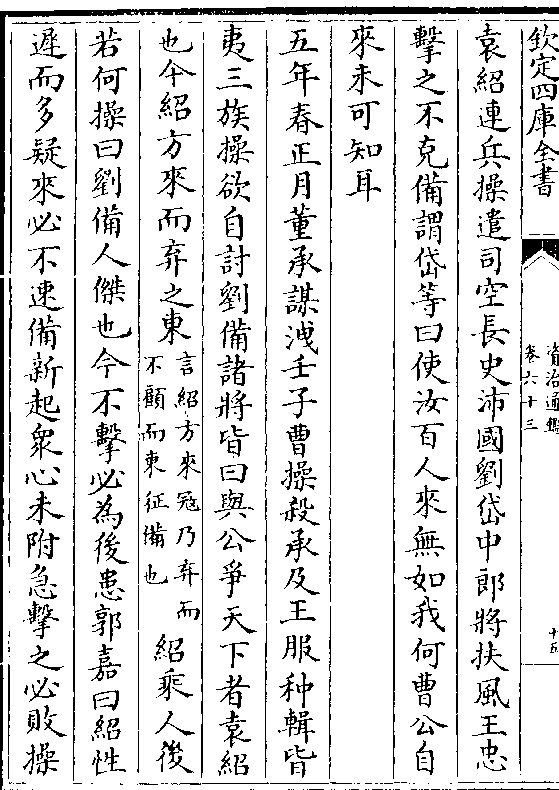 欽定四庫全書
資治通鑑
卷六十三
十五
袁紹連兵操遣司空長史沛國劉岱中郎將扶風王忠
擊之不克備謂岱等曰使汝百人來無如我何曹公自
來未可知耳
五年春正月董承謀洩壬子曹操殺承及王服种輯皆
夷三族操欲自討劉備諸將皆曰與公爭天下者袁紹
也今紹方來而弃之東言紹方來冦乃弃而不顧而東征備也紹乘人後
若何操曰劉備人傑也今不擊必為後患郭嘉曰紹性
遲而多疑來必不速備新起衆心未附急擊之必敗操